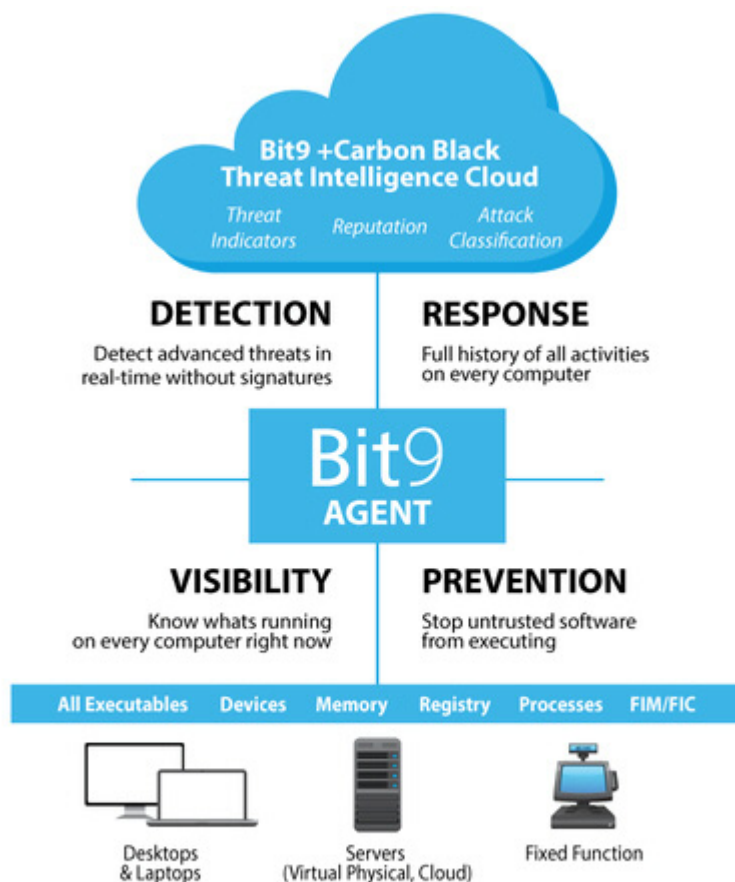 Bit9 +Carbon Black
Threat Intelligence Cloud
Threat
Indicators
Reputation
Attack
Classification
DETECTION
Detect advanced threats in
real-time without signatures
RESPONSE
Full history of all activities
on every computer
Bit9
AGENT
VISIBILITY
Know whats running
on every computer right now
PREVENTION
Stop untrusted software
from executing
All Executables Devices Memory Registry Processes FIM/FIC
Desktops
& Laptops
Servers
(Virtual Physical, Cloud)
Fixed Function